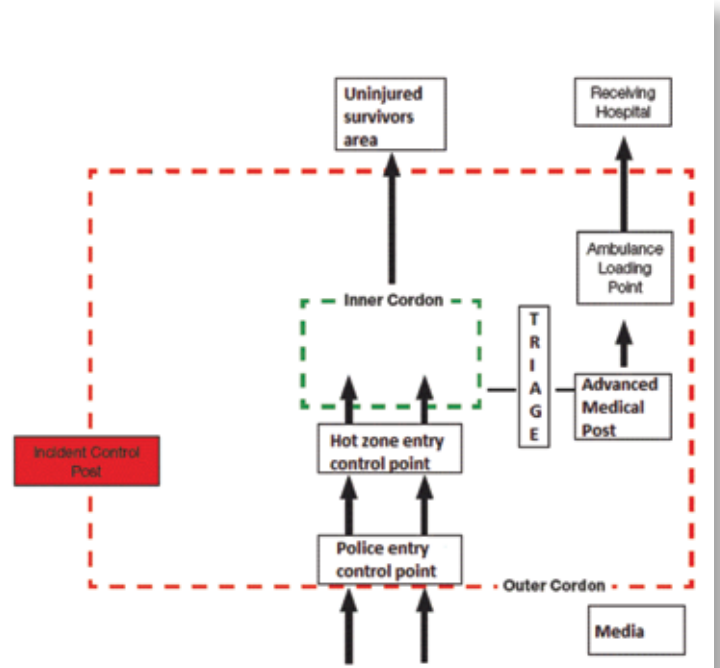 Uninjured
survivors
area
Receiving
Hospital
Ambulance
Loading
Point
Inner Cordon
T
R
I
A
G
E
Advanced
Medical
Post
Hot zone entry
control point
Incident Control
Post
Police entry
control point
Outer Cordon
Media